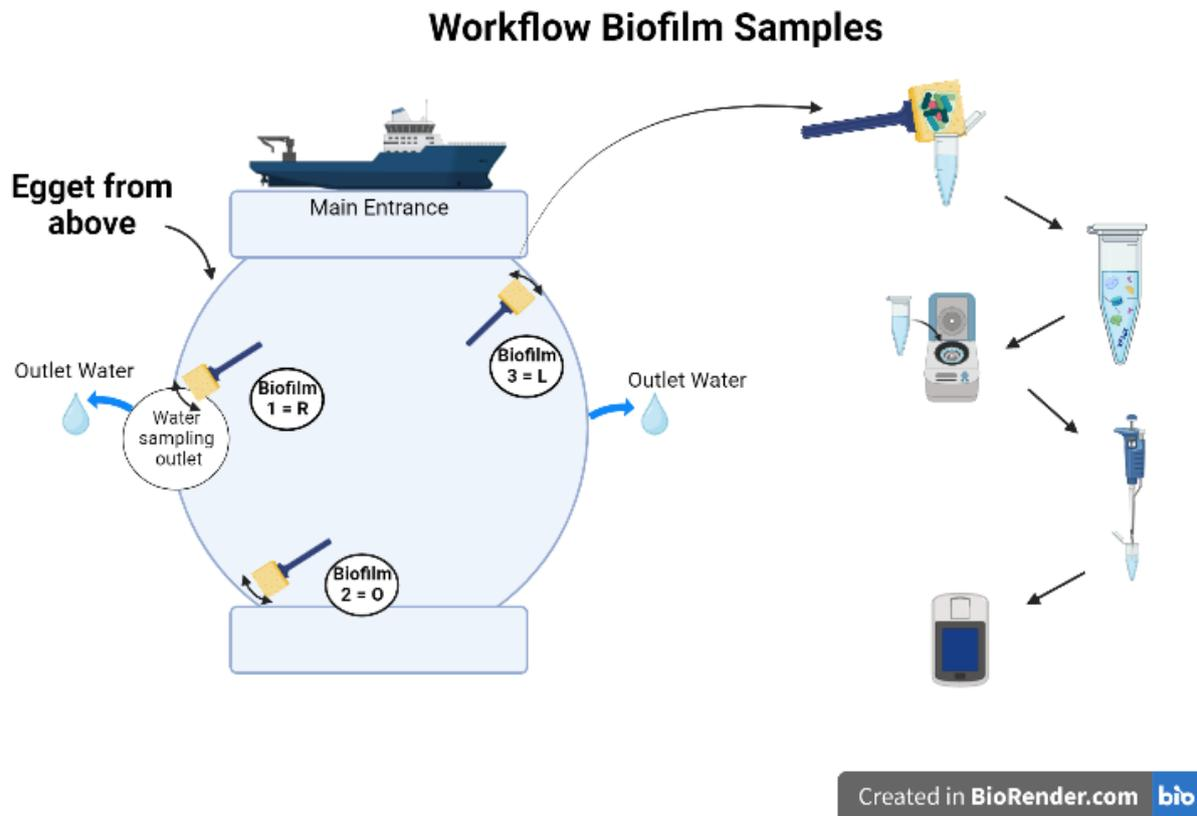 Workflow Biofilm Samples
Egget from
above
Main Entrance
Biofilm
3 = L
Outlet Water
Biofilm
1 = R
Outlet Water
Water
sampling
outlet
Biofilm
2 = O
Created in BioRender.com bio